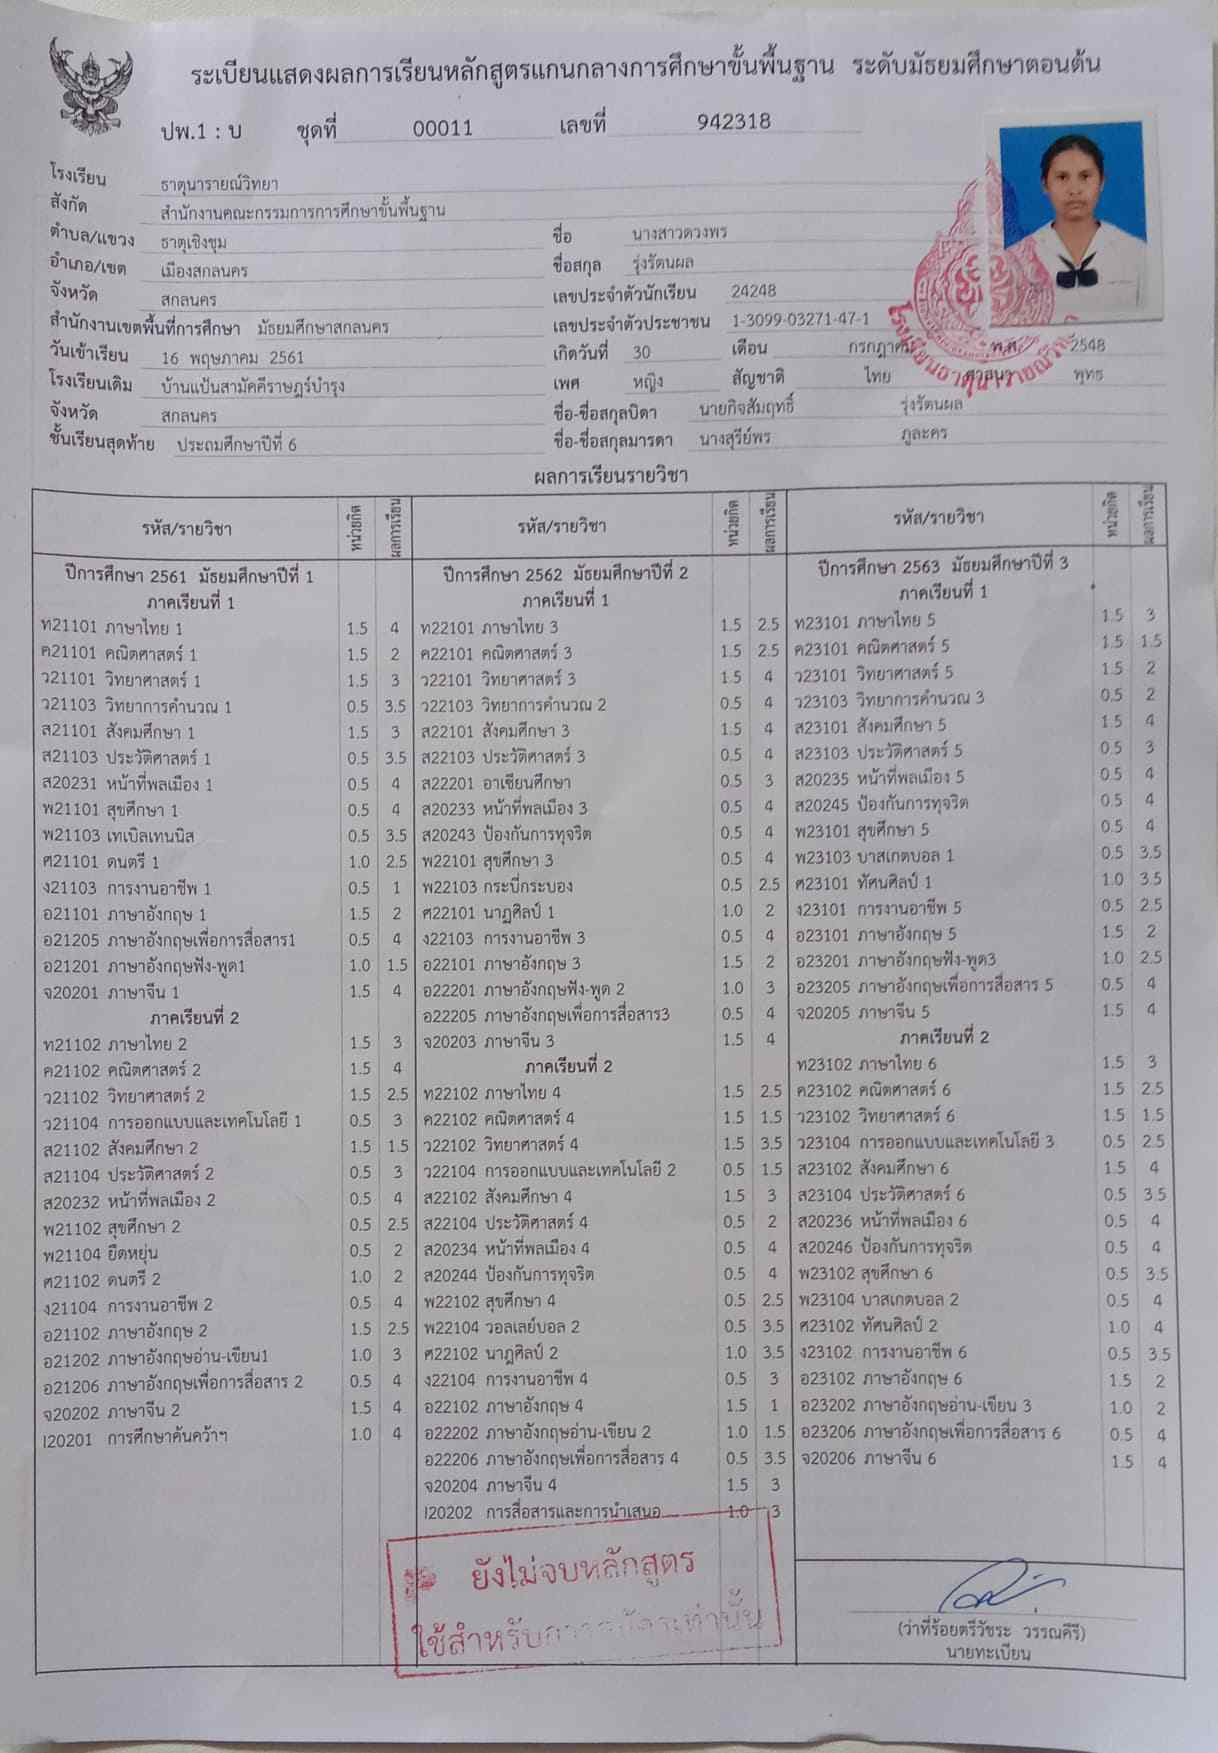 ระเบียนแสดงผลการเรียนหลักสูตรแกนกลางการศึกษาขั้นพื้นฐาน ระดับมัธยมศึกษาตอนต้น
ปพ.1 : บ ชุดที่ 00011 เลขที่ 942318
โรงเรียน ธาตุนารายณ์วิทยา
สังกัด สำนักงานคณะกรรมการการศึกษาขั้นพื้นฐาน
ตำบล/แขวง ธาตุเชิงชุม
อำเภอ/เขต เมืองสกลนคร
จังหวัด สกลนคร
สำนักงานเขตพื้นที่การศึกษา มัธยมศึกษาสกลนคร
วันเข้าเรียน 16 พฤษภาคม 2561
โรงเรียนเดิม บ้านแป้นสามัคคีราษฎร์บำรุง
จังหวัด สกลนคร
ชั้นเรียนสุดท้าย ประถมศึกษาปีที่ 6
ชื่อ นางสาวดวงพร
ชื่อสกุล รุ่งรัตนผล
เลขประจำตัวนักเรียน 24248
เลขประจำตัวประชาชน 1-3099-03271-47-1
เกิดวันที่ 30 เดือน กรกฎาคม พ.ศ. 2548
เพศ หญิง สัญชาติ ไทย ศาสนา พุทธ
ชื่อ-ชื่อสกุลบิดา นายกิจสัมฤทธิ์ รุ่งรัตนผล
ชื่อ-ชื่อสกุลมารดา นางสุรีย์พร ภูละคร
โรงเรียนธาตุนารายณ์วิทยา
ผลการเรียนรายวิชา
รหัส/รายวิชา หน่วยกิต ผลการเรียน
ปีการศึกษา 2561 มัธยมศึกษาปีที่ 1
ภาคเรียนที่ 1
ท21101 ภาษาไทย 1 1.5 4
ค21101 คณิตศาสตร์ 1 1.5 2
ว21101 วิทยาศาสตร์ 1 1.5 3
ว21103 วิทยาการคำนวณ 1 0.5 3.5
ส21101 สังคมศึกษา 1 1.5 3
ส21103 ประวัติศาสตร์ 1 0.5 3.5
ส20231 หน้าที่พลเมือง 1 0.5 4
พ21101 สุขศึกษา 1 0.5 4
พ21103 เทเบิลเทนนิส 0.5 3.5
ศ21101 ดนตรี 1 1.0 2.5
ง21103 การงานอาชีพ 1 0.5 1
อ21101 ภาษาอังกฤษ 1 1.5 2
อ21205 ภาษาอังกฤษเพื่อการสื่อสาร1 0.5 4
อ21201 ภาษาอังกฤษฟัง-พูด1 1.0 1.5
จ20201 ภาษาจีน 1 1.5 4
ภาคเรียนที่ 2
ท21102 ภาษาไทย 2 1.5 3
ค21102 คณิตศาสตร์ 2 1.5 4
ว21102 วิทยาศาสตร์ 2 1.5 2.5
ว21104 การออกแบบและเทคโนโลยี 1 0.5 3
ส21102 สังคมศึกษา 2 1.5 1.5
ส21104 ประวัติศาสตร์ 2 0.5 3
ส20232 หน้าที่พลเมือง 2 0.5 4
พ21102 สุขศึกษา 2 0.5 2.5
พ21104 ยืดหยุ่น 0.5 2
ศ21102 ดนตรี 2 1.0 2
ง21104 การงานอาชีพ 2 0.5 4
อ21102 ภาษาอังกฤษ 2 1.5 2.5
อ21202 ภาษาอังกฤษอ่าน-เขียน1 1.0 3
อ21206 ภาษาอังกฤษเพื่อการสื่อสาร 2 0.5 4
จ20202 ภาษาจีน 2 1.5 4
I20201 การศึกษาค้นคว้าฯ 1.0 4
รหัส/รายวิชา หน่วยกิต ผลการเรียน
ปีการศึกษา 2562 มัธยมศึกษาปีที่ 2
ภาคเรียนที่ 1
ท22101 ภาษาไทย 3 1.5 2.5
ค22101 คณิตศาสตร์ 3 1.5 2.5
ว22101 วิทยาศาสตร์ 3 1.5 4
ว22103 วิทยาการคำนวณ 2 0.5 4
ส22101 สังคมศึกษา 3 1.5 4
ส22103 ประวัติศาสตร์ 3 0.5 4
ส22201 อาเซียนศึกษา 0.5 3
ส20233 หน้าที่พลเมือง 3 0.5 4
ส20243 ป้องกันการทุจริต 0.5 4
พ22101 สุขศึกษา 3 0.5 4
พ22103 กระบี่กระบอง 0.5 2.5
ศ22101 นาฏศิลป์ 1 1.0 2
ง22103 การงานอาชีพ 3 0.5 4
อ22101 ภาษาอังกฤษ 3 1.5 2
อ22201 ภาษาอังกฤษฟัง-พูด 2 1.0 3
อ22205 ภาษาอังกฤษเพื่อการสื่อสาร3 0.5 4
จ20203 ภาษาจีน 3 1.5 4
ภาคเรียนที่ 2
ท22102 ภาษาไทย 4 1.5 2.5
ค22102 คณิตศาสตร์ 4 1.5 1.5
ว22102 วิทยาศาสตร์ 4 1.5 3.5
ว22104 การออกแบบและเทคโนโลยี 2 0.5 1.5
ส22102 สังคมศึกษา 4 1.5 3
ส22104 ประวัติศาสตร์ 4 0.5 2
ส20234 หน้าที่พลเมือง 4 0.5 4
ส20244 ป้องกันการทุจริต 0.5 4
พ22102 สุขศึกษา 4 0.5 2.5
พ22104 วอลเลย์บอล 2 0.5 3.5
ศ22102 นาฏศิลป์ 2 1.0 3.5
ง22104 การงานอาชีพ 4 0.5 3
อ22102 ภาษาอังกฤษ 4 1.5 1
อ22202 ภาษาอังกฤษอ่าน-เขียน 2 1.0 1.5
อ22206 ภาษาอังกฤษเพื่อการสื่อสาร 4 0.5 3.5
จ20204 ภาษาจีน 4 1.5 3
I20202 การสื่อสารและการนำเสนอ 1.0 3
รหัส/รายวิชา หน่วยกิต ผลการเรียน
ปีการศึกษา 2563 มัธยมศึกษาปีที่ 3
ภาคเรียนที่ 1
ท23101 ภาษาไทย 5 1.5 3
ค23101 คณิตศาสตร์ 5 1.5 1.5
ว23101 วิทยาศาสตร์ 5 1.5 2
ว23103 วิทยาการคำนวณ 3 0.5 2
ส23101 สังคมศึกษา 5 1.5 4
ส23103 ประวัติศาสตร์ 5 0.5 3
ส20235 หน้าที่พลเมือง 5 0.5 4
ส20245 ป้องกันการทุจริต 0.5 4
พ23101 สุขศึกษา 5 0.5 4
พ23103 บาสเกตบอล 1 0.5 3.5
ศ23101 ทัศนศิลป์ 1 1.0 3.5
ง23101 การงานอาชีพ 5 0.5 2.5
อ23101 ภาษาอังกฤษ 5 1.5 2
อ23201 ภาษาอังกฤษฟัง-พูด3 1.0 2.5
อ23205 ภาษาอังกฤษเพื่อการสื่อสาร 5 0.5 4
จ20205 ภาษาจีน 5 1.5 4
ภาคเรียนที่ 2
ท23102 ภาษาไทย 6 1.5 3
ค23102 คณิตศาสตร์ 6 1.5 2.5
ว23102 วิทยาศาสตร์ 6 1.5 1.5
ว23104 การออกแบบและเทคโนโลยี 3 0.5 2.5
ส23102 สังคมศึกษา 6 1.5 4
ส23104 ประวัติศาสตร์ 6 0.5 3.5
ส20236 หน้าที่พลเมือง 6 0.5 4
ส20246 ป้องกันการทุจริต 0.5 4
พ23102 สุขศึกษา 6 0.5 3.5
พ23104 บาสเกตบอล 2 0.5 4
ศ23102 ทัศนศิลป์ 2 1.0 4
ง23102 การงานอาชีพ 6 0.5 3.5
อ23102 ภาษาอังกฤษ 6 1.5 2
อ23202 ภาษาอังกฤษอ่าน-เขียน 3 1.0 2
อ23206 ภาษาอังกฤษเพื่อการสื่อสาร 6 0.5 4
จ20206 ภาษาจีน 6 1.5 4
ยังไม่จบหลักสูตร
ใช้สำหรับการสมัครเท่านั้น
(ว่าที่ร้อยตรีวัชระ วรรณคีรี)
นายทะเบียน